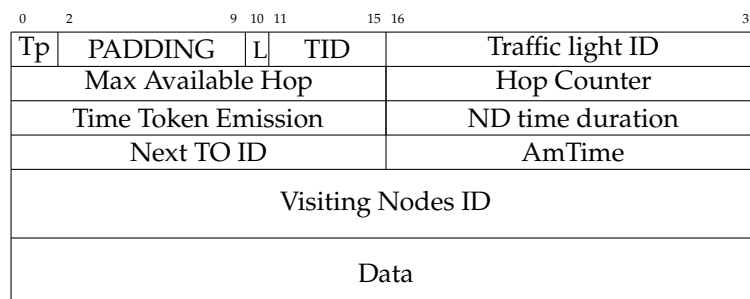 0 2 9 10 11 15 16 3
Tp PADDING L TID Traffic light ID
Max Available Hop Hop Counter
Time Token Emission ND time duration
Next TO ID AmTime
Visiting Nodes ID
Data